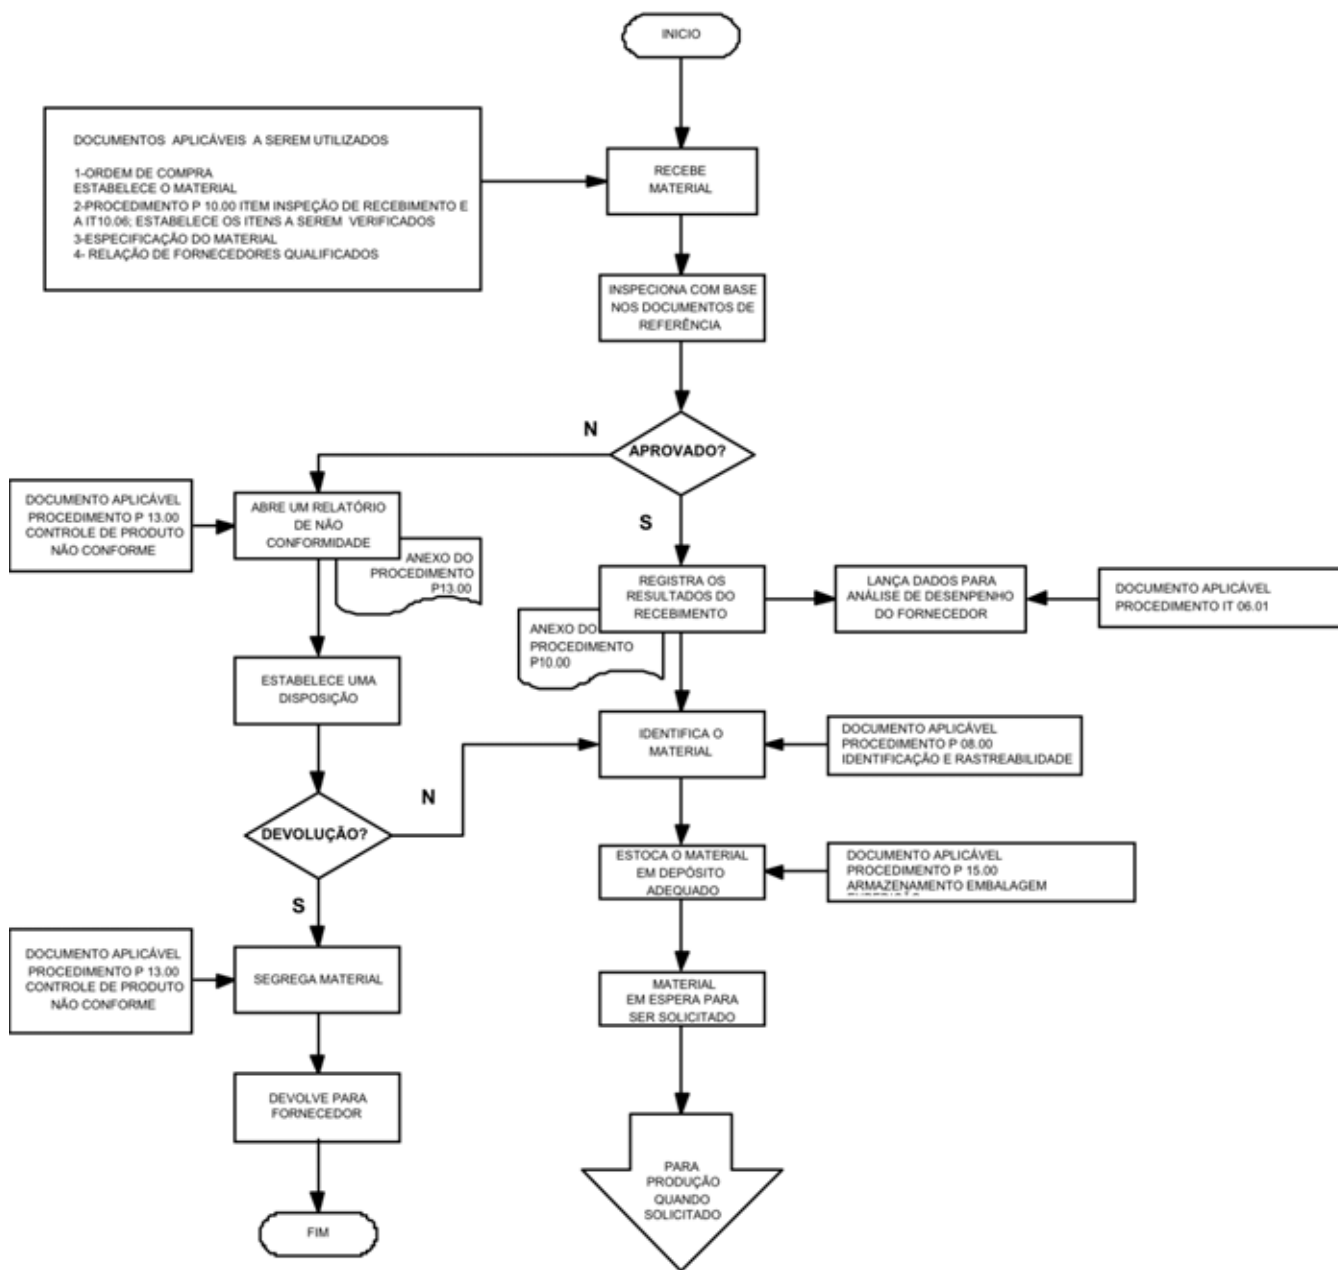 INICIO
DOCUMENTOS APLICÁVEIS A SEREM UTILIZADOS
1-ORDEM DE COMPRA
ESTABELECE O MATERIAL
2-PROCEDIMENTO P 10.00 ITEM INSPEÇÃO DE RECEBIMENTO E
A IT10.06; ESTABELECE OS ITENS A SEREM VERIFICADOS
3-ESPECIFICAÇÃO DO MATERIAL
4- RELAÇÃO DE FORNECEDORES QUALIFICADOS
RECEBE
MATERIAL
INSPECIONA COM BASE
NOS DOCUMENTOS DE
REFERÊNCIA
APROVADO?
N
S
DOCUMENTO APLICÁVEL
PROCEDIMENTO P 13.00
CONTROLE DE PRODUTO
NÃO CONFORME
ABRE UM RELATÓRIO
DE NÃO
CONFORMIDADE
ANEXO DO
PROCEDIMENTO
P13.00
REGISTRA OS
RESULTADOS DO
RECEBIMENTO
ANEXO DO
PROCEDIMENTO
P10.00
LANÇA DADOS PARA
ANÁLISE DE DESENPENHO
DO FORNECEDOR
DOCUMENTO APLICÁVEL
PROCEDIMENTO IT 06.01
ESTABELECE UMA
DISPOSIÇÃO
IDENTIFICA O
MATERIAL
DOCUMENTO APLICÁVEL
PROCEDIMENTO P 08.00
IDENTIFICAÇÃO E RASTREABILIDADE
DEVOLUÇÃO?
N
S
ESTOCA O MATERIAL
EM DEPÓSITO
ADEQUADO
DOCUMENTO APLICÁVEL
PROCEDIMENTO P 15.00
ARMAZENAMENTO EMBALAGEM
DOCUMENTO APLICÁVEL
PROCEDIMENTO P 13.00
CONTROLE DE PRODUTO
NÃO CONFORME
SEGREGA MATERIAL
MATERIAL
EM ESPERA PARA
SER SOLICITADO
DEVOLVE PARA
FORNECEDOR
PARA
PRODUÇÃO
QUANDO
SOLICITADO
FIM